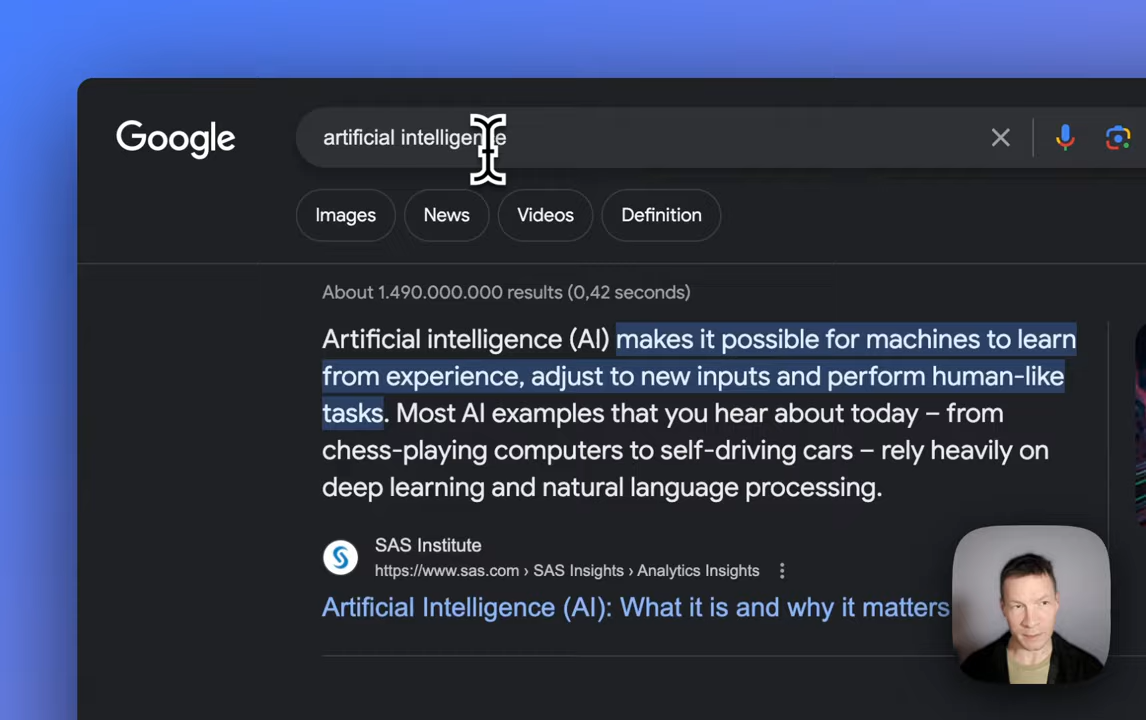 Google
artificial intelligence
Images News Videos Definition
About 1.490.000.000 results (0,42 seconds)
Artificial intelligence (AI) makes it possible for machines to learn
from experience, adjust to new inputs and perform human-like
tasks. Most AI examples that you hear about today – from
chess-playing computers to self-driving cars – rely heavily on
deep learning and natural language processing.
SAS Institute
https://www.sas.com › SAS Insights › Analytics Insights
Artificial Intelligence (AI): What it is and why it matters